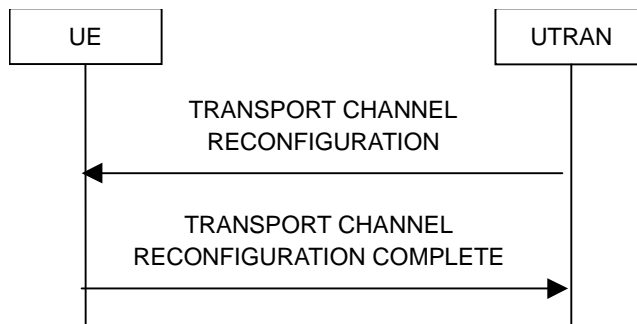 UE
UTRAN
TRANSPORT CHANNEL
RECONFIGURATION
TRANSPORT CHANNEL
RECONFIGURATION COMPLETE